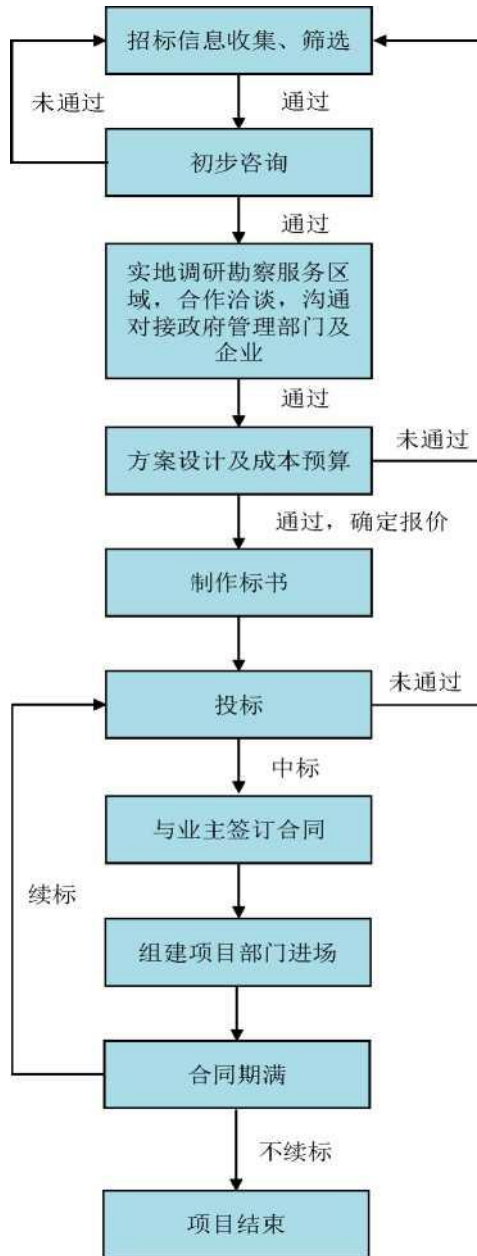 招标信息收集、筛选
未通过
通过
初步咨询
通过
实地调研勘察服务区
域，合作洽谈，沟通
对接政府管理部门及
企业
通过
方案设计及成本预算
未通过
通过，确定报价
制作标书
投标
未通过
中标
与业主签订合同
续标
组建项目部门进场
合同期满
不续标
项目结束